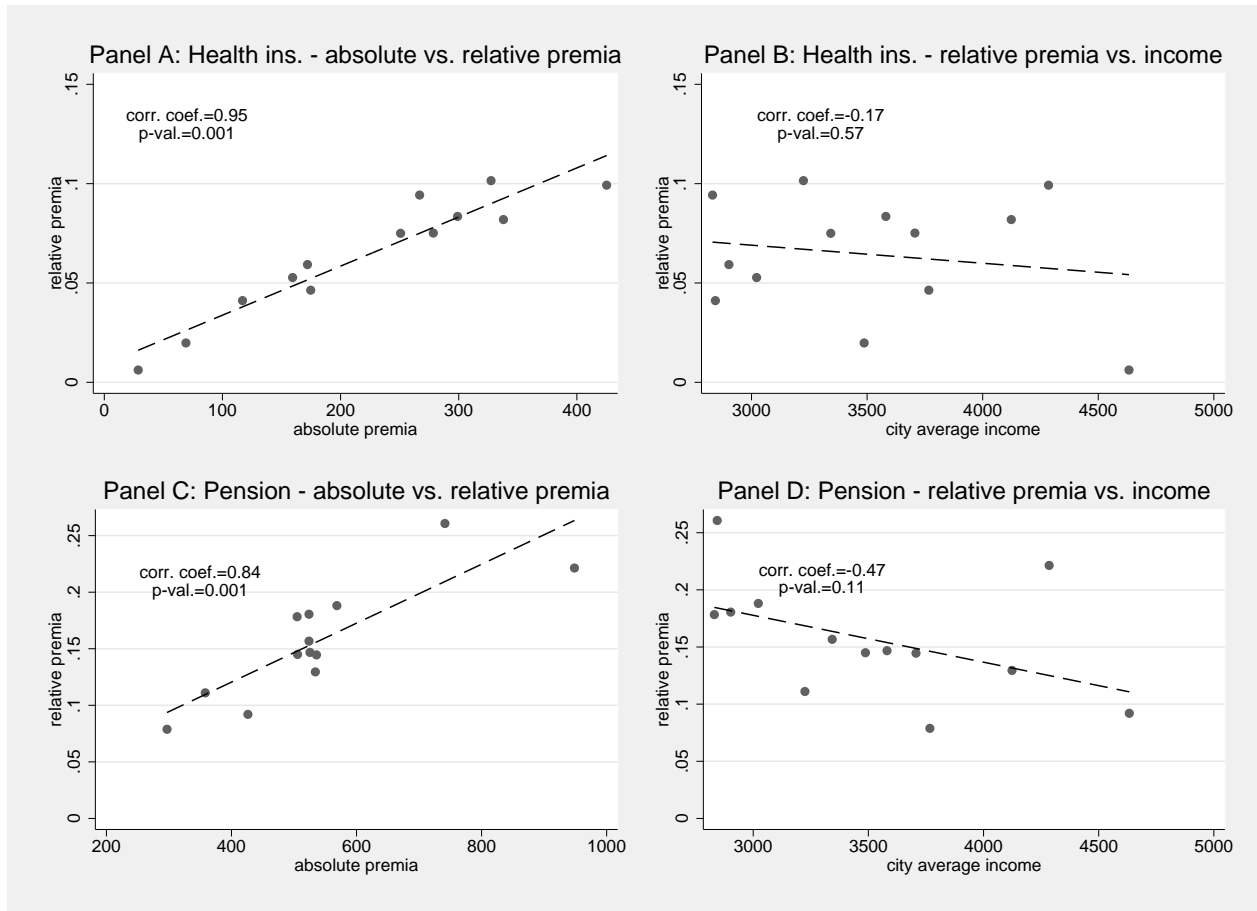 Panel A: Health ins. - absolute vs. relative premia
corr. coef.=0.95
p-val.=0.001
relative premia
0
.05
.1
.15
0
100
200
300
400
absolute premia
Panel B: Health ins. - relative premia vs. income
corr. coef.=-0.17
p-val.=0.57
relative premia
0
.05
.1
.15
3000
3500
4000
4500
5000
city average income
Panel C: Pension - absolute vs. relative premia
corr. coef.=0.84
p-val.=0.001
relative premia
0
.05
.1
.15
.2
.25
200
400
600
800
1000
absolute premia
Panel D: Pension - relative premia vs. income
corr. coef.=-0.47
p-val.=0.11
relative premia
0
.05
.1
.15
.2
.25
3000
3500
4000
4500
5000
city average income